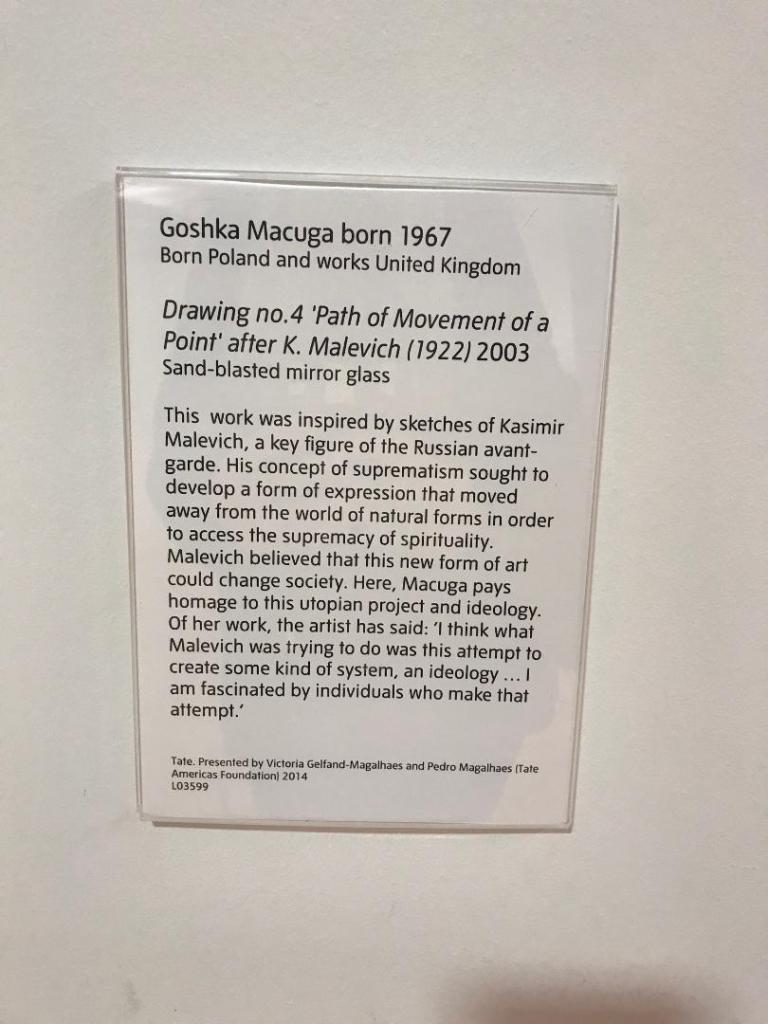 Goshka Macuga born 1967
Born Poland and works United Kingdom
Drawing no.4 'Path of Movement of a
Point' after K. Malevich (1922) 2003
Sand-blasted mirror glass
This  work was inspired by sketches of Kasimir
Malevich, a key figure of the Russian avant-
garde. His concept of suprematism sought to
develop a form of expression that moved
away from the world of natural forms in order
to access the supremacy of spirituality.
Malevich believed that this new form of art
could change society. Here, Macuga pays
homage to this utopian project and ideology.
Of her work, the artist has said: ‘I think what
Malevich was trying to do was this attempt to
create some kind of system, an ideology … I
am fascinated by individuals who make that
attempt.’
Tate. Presented by Victoria Gelfand-Magalhaes and Pedro Magalhaes (Tate
Americas Foundation) 2014
L03599